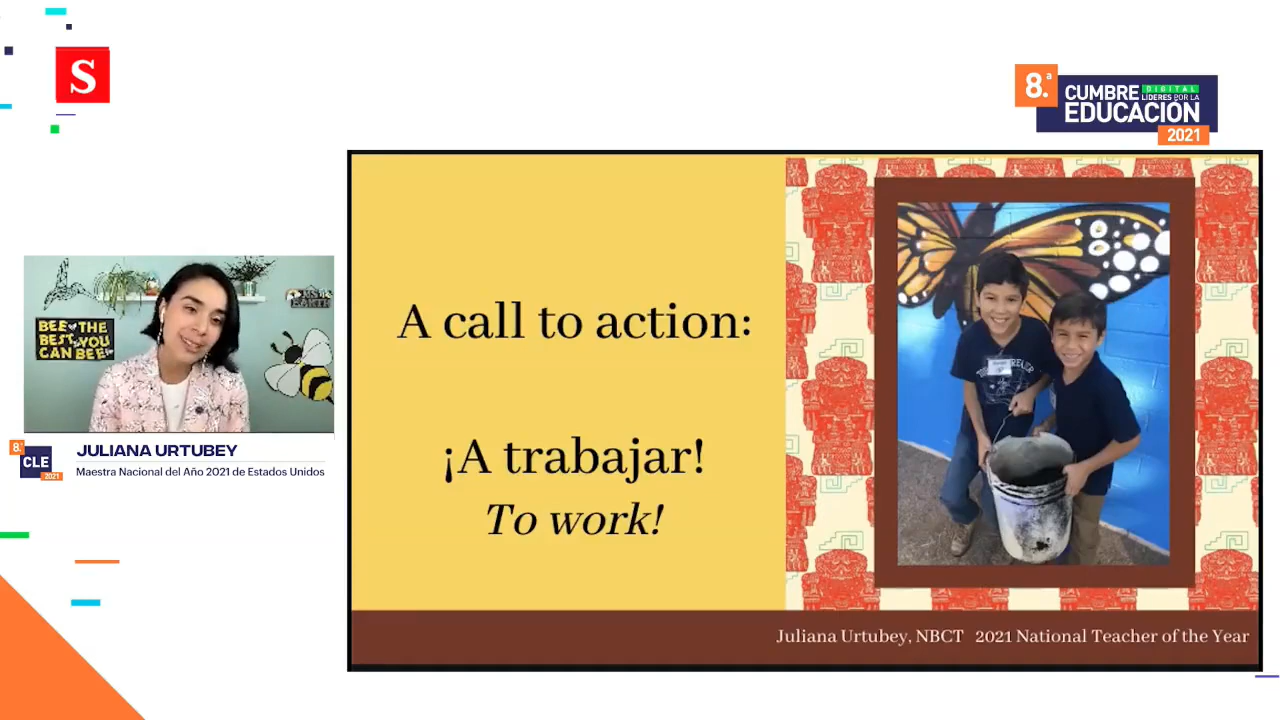 S
8.ª
CUMBRE DIGITAL
LÍDERES POR LA
EDUCACIÓN
2021
A call to action:
¡A trabajar!
To work!
BEE THE
BEST YOU
CAN BEE
EARTH
8.ª
CLE
2021
JULIANA URTUBEY
Maestra Nacional del Año 2021 de Estados Unidos
Juliana Urtubey, NBCT 2021 National Teacher of the Year